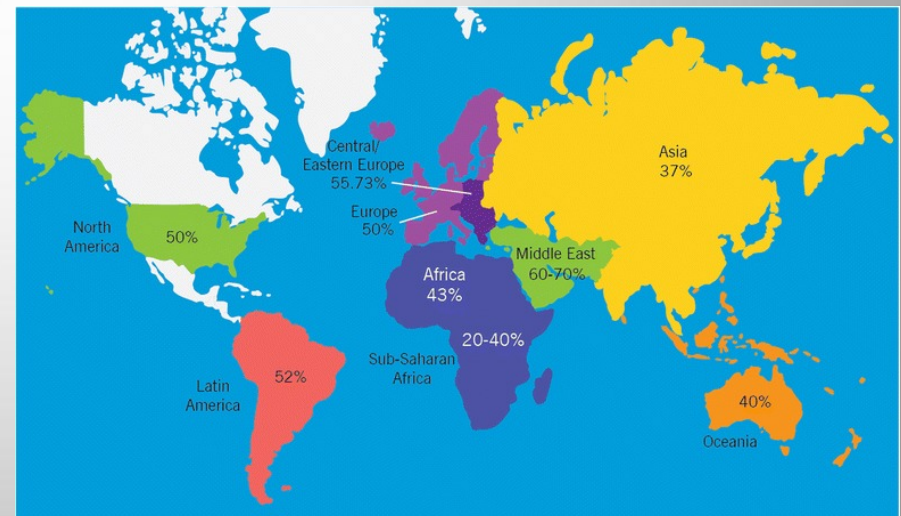 Central/
Eastern Europe
55.73%
Europe
50%
Asia
37%
North
America
50%
Middle East
60-70%
Africa
43%
20-40%
Sub-Saharan
Africa
Latin
America
52%
40%
Oceania